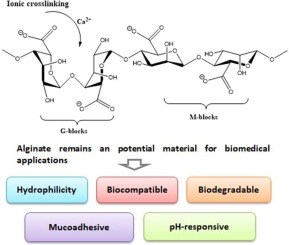 Ionic crosslinking
Ca2+
G-blocks
M-blocks
Alginate remains an potential material for biomedical
applications
Hydrophilicity
Biocompatible
Biodegradable
Mucoadhesive
pH-responsive